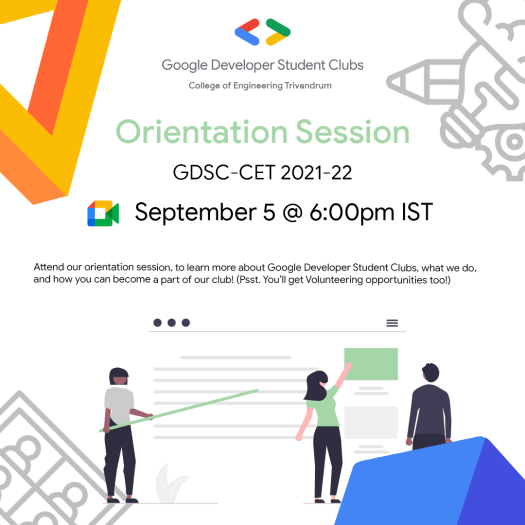 Google Developer Student Clubs
College of Engineering Trivandrum
Orientation Session
GDSC-CET 2021-22
September 5 @ 6:00pm IST
Attend our orientation session, to learn more about Google Developer Student Clubs, what we do,
and how you can become a part of our club! (Psst. You'll get Volunteering opportunities too!)